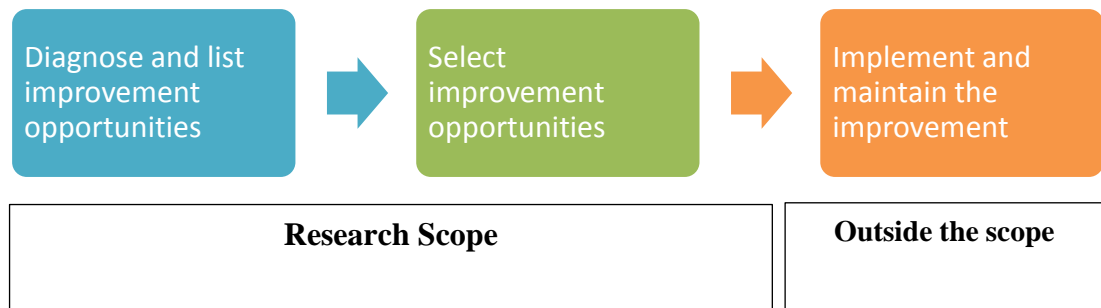 Diagnose and list
improvement
opportunities
Select
improvement
opportunities
Implement and
maintain the
improvement
Research Scope
Outside the scope